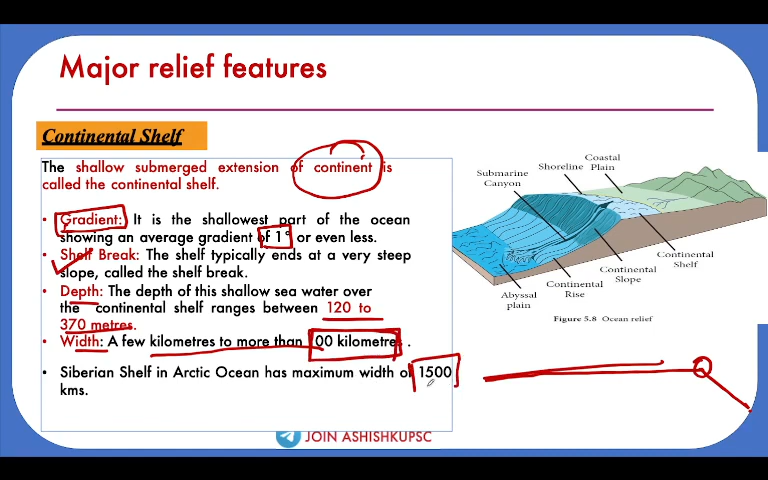 Major relief features
Continental Shelf
The shallow submerged extension of continent is
called the continental shelf.
• Gradient: It is the shallowest part of the ocean
showing an average gradient of 1° or even less.
• Shelf Break: The shelf typically ends at a very steep
slope, called the shelf break.
• Depth: The depth of this shallow sea water over
the continental shelf ranges between 120 to
370 metres.
• Width: A few kilometres to more than 100 kilometres .
• Siberian Shelf in Arctic Ocean has maximum width of 1500
kms.
Coastal
Plain
Shoreline
Submarine
Canyon
Continental
Shelf
Continental
Slope
Continental
Rise
Abyssal
plain
Figure 5.8 Ocean relief
JOIN ASHISHKUPSC